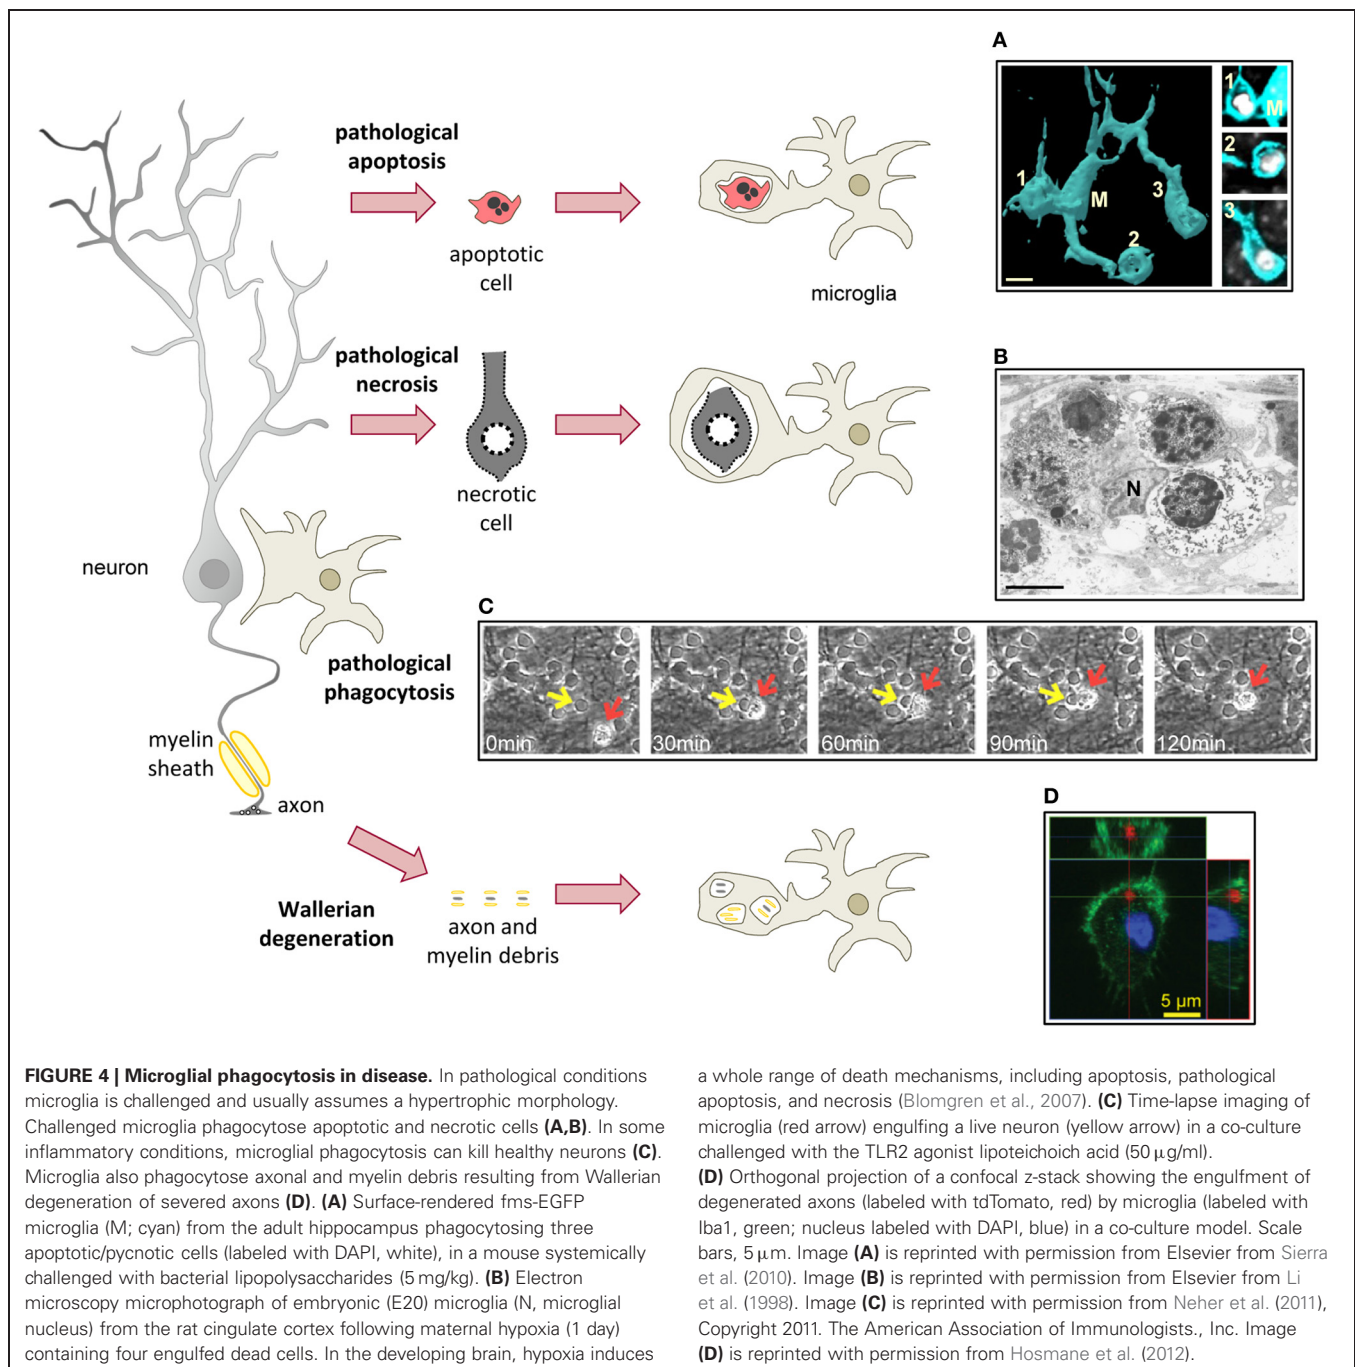 A
pathological
apoptosis
apoptotic
cell
microglia
1
M
2
3
1
M
2
3
B
pathological
necrosis
necrotic
cell
N
neuron
C
pathological
phagocytosis
0min
30min
60min
90min
120min
myelin
sheath
axon
D
Wallerian
degeneration
axon and
myelin debris
5 µm
FIGURE 4 | Microglial phagocytosis in disease. In pathological conditions
microglia is challenged and usually assumes a hypertrophic morphology.
Challenged microglia phagocytose apoptotic and necrotic cells (A,B). In some
inflammatory conditions, microglial phagocytosis can kill healthy neurons (C).
Microglia also phagocytose axonal and myelin debris resulting from Wallerian
degeneration of severed axons (D). (A) Surface-rendered fms-EGFP
microglia (M; cyan) from the adult hippocampus phagocytosing three
apoptotic/pycnotic cells (labeled with DAPI, white), in a mouse systemically
challenged with bacterial lipopolysaccharides (5 mg/kg). (B) Electron
microscopy microphotograph of embryonic (E20) microglia (N, microglial
nucleus) from the rat cingulate cortex following maternal hypoxia (1 day)
containing four engulfed dead cells. In the developing brain, hypoxia induces
a whole range of death mechanisms, including apoptosis, pathological
apoptosis, and necrosis (Blomgren et al., 2007). (C) Time-lapse imaging of
microglia (red arrow) engulfing a live neuron (yellow arrow) in a co-culture
challenged with the TLR2 agonist lipoteichoich acid (50 µg/ml).
(D) Orthogonal projection of a confocal z-stack showing the engulfment of
degenerated axons (labeled with tdTomato, red) by microglia (labeled with
Iba1, green; nucleus labeled with DAPI, blue) in a co-culture model. Scale
bars, 5 µm. Image (A) is reprinted with permission from Elsevier from Sierra
et al. (2010). Image (B) is reprinted with permission from Elsevier from Li
et al. (1998). Image (C) is reprinted with permission from Neher et al. (2011),
Copyright 2011. The American Association of Immunologists., Inc. Image
(D) is reprinted with permission from Hosmane et al. (2012).